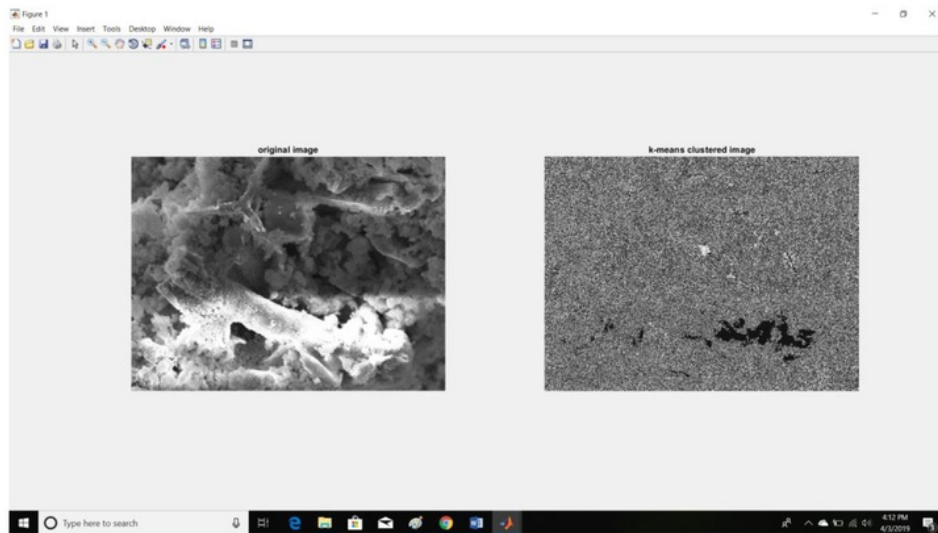 Figure 1
File Edit View Insert Tools Desktop Window Help
original image
k-means clustered image
Type here to search
4:12 PM
4/3/2019